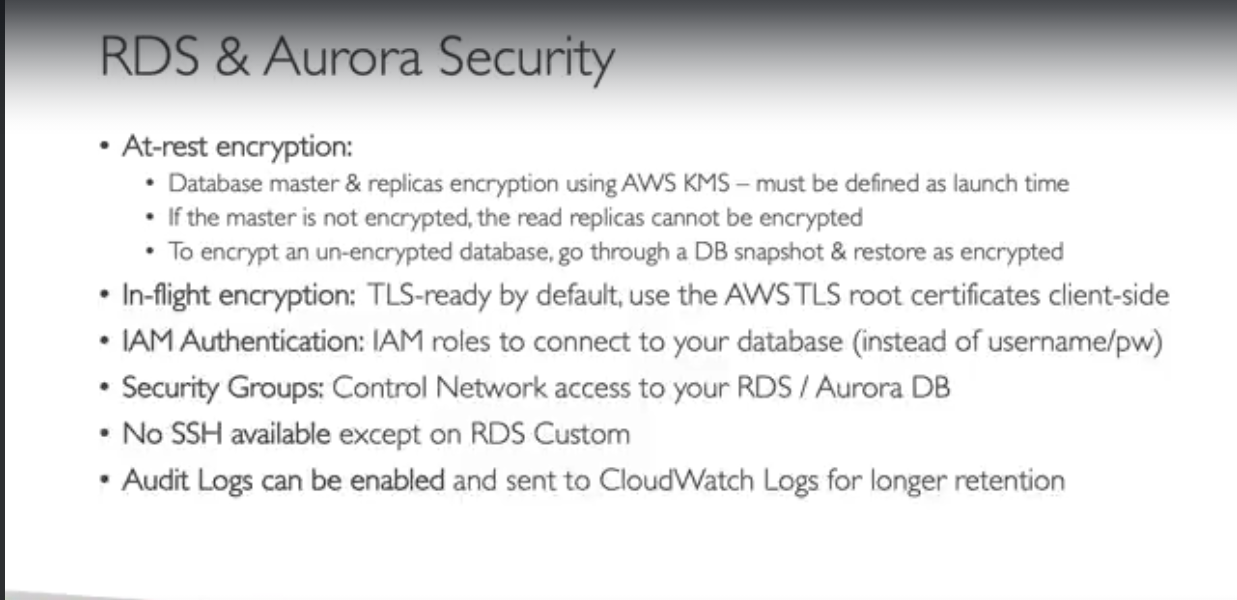 RDS & Aurora Security
• At-rest encryption:
• Database master & replicas encryption using AWS KMS – must be defined as launch time
• If the master is not encrypted, the read replicas cannot be encrypted
• To encrypt an un-encrypted database, go through a DB snapshot & restore as encrypted
• In-flight encryption: TLS-ready by default, use the AWS TLS root certificates client-side
• IAM Authentication: IAM roles to connect to your database (instead of username/pw)
• Security Groups: Control Network access to your RDS / Aurora DB
• No SSH available except on RDS Custom
• Audit Logs can be enabled and sent to CloudWatch Logs for longer retention